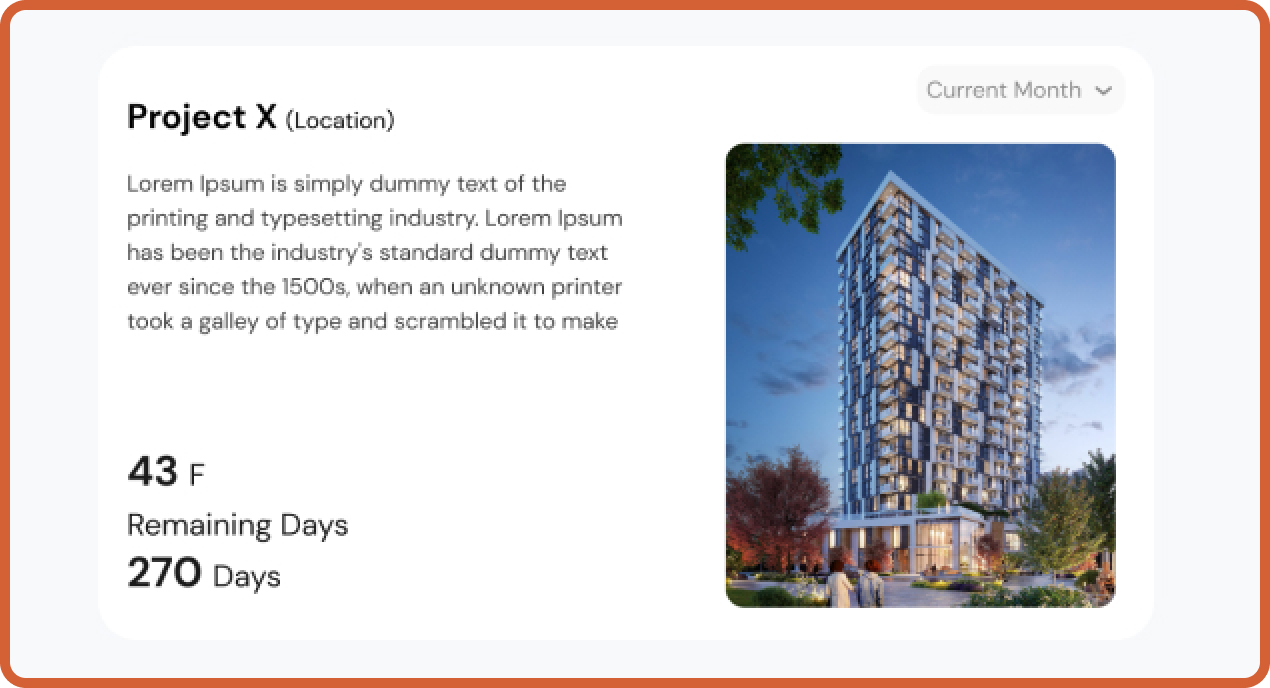 Current Month
Project X (Location)
Lorem Ipsum is simply dummy text of the
printing and typesetting industry. Lorem Ipsum
has been the industry's standard dummy text
ever since the 1500s, when an unknown printer
took a galley of type and scrambled it to make
43 F
Remaining Days
270 Days